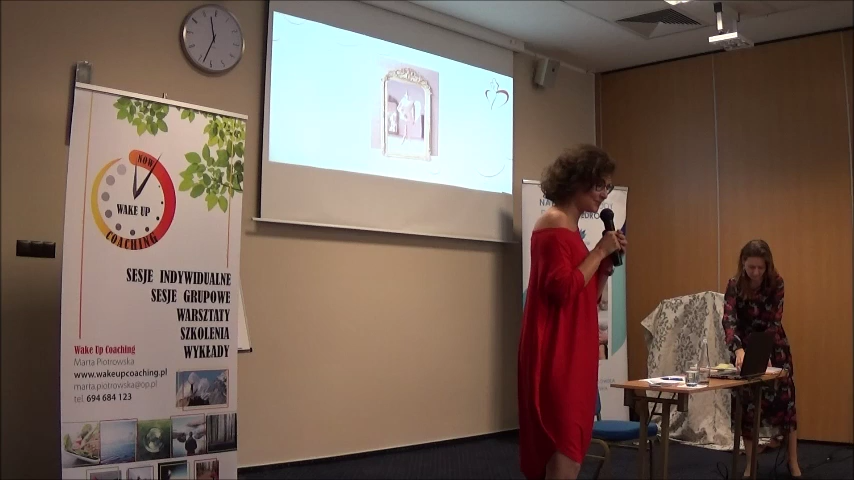 NOW
WAKE UP
COACHING
SESJE INDYWIDUALNE
SESJE GRUPOWE
WARSZTATY
SZKOLENIA
WYKŁADY
Wake Up Coaching
Marta Piotrowska
www.wakeupcoaching.pl
marta.piotrowska@op.pl
tel. 694 684 123